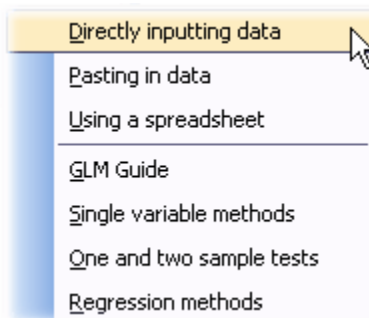 Directly inputting data
Pasting in data
Using a spreadsheet
GLM Guide
Single variable methods
One and two sample tests
Regression methods